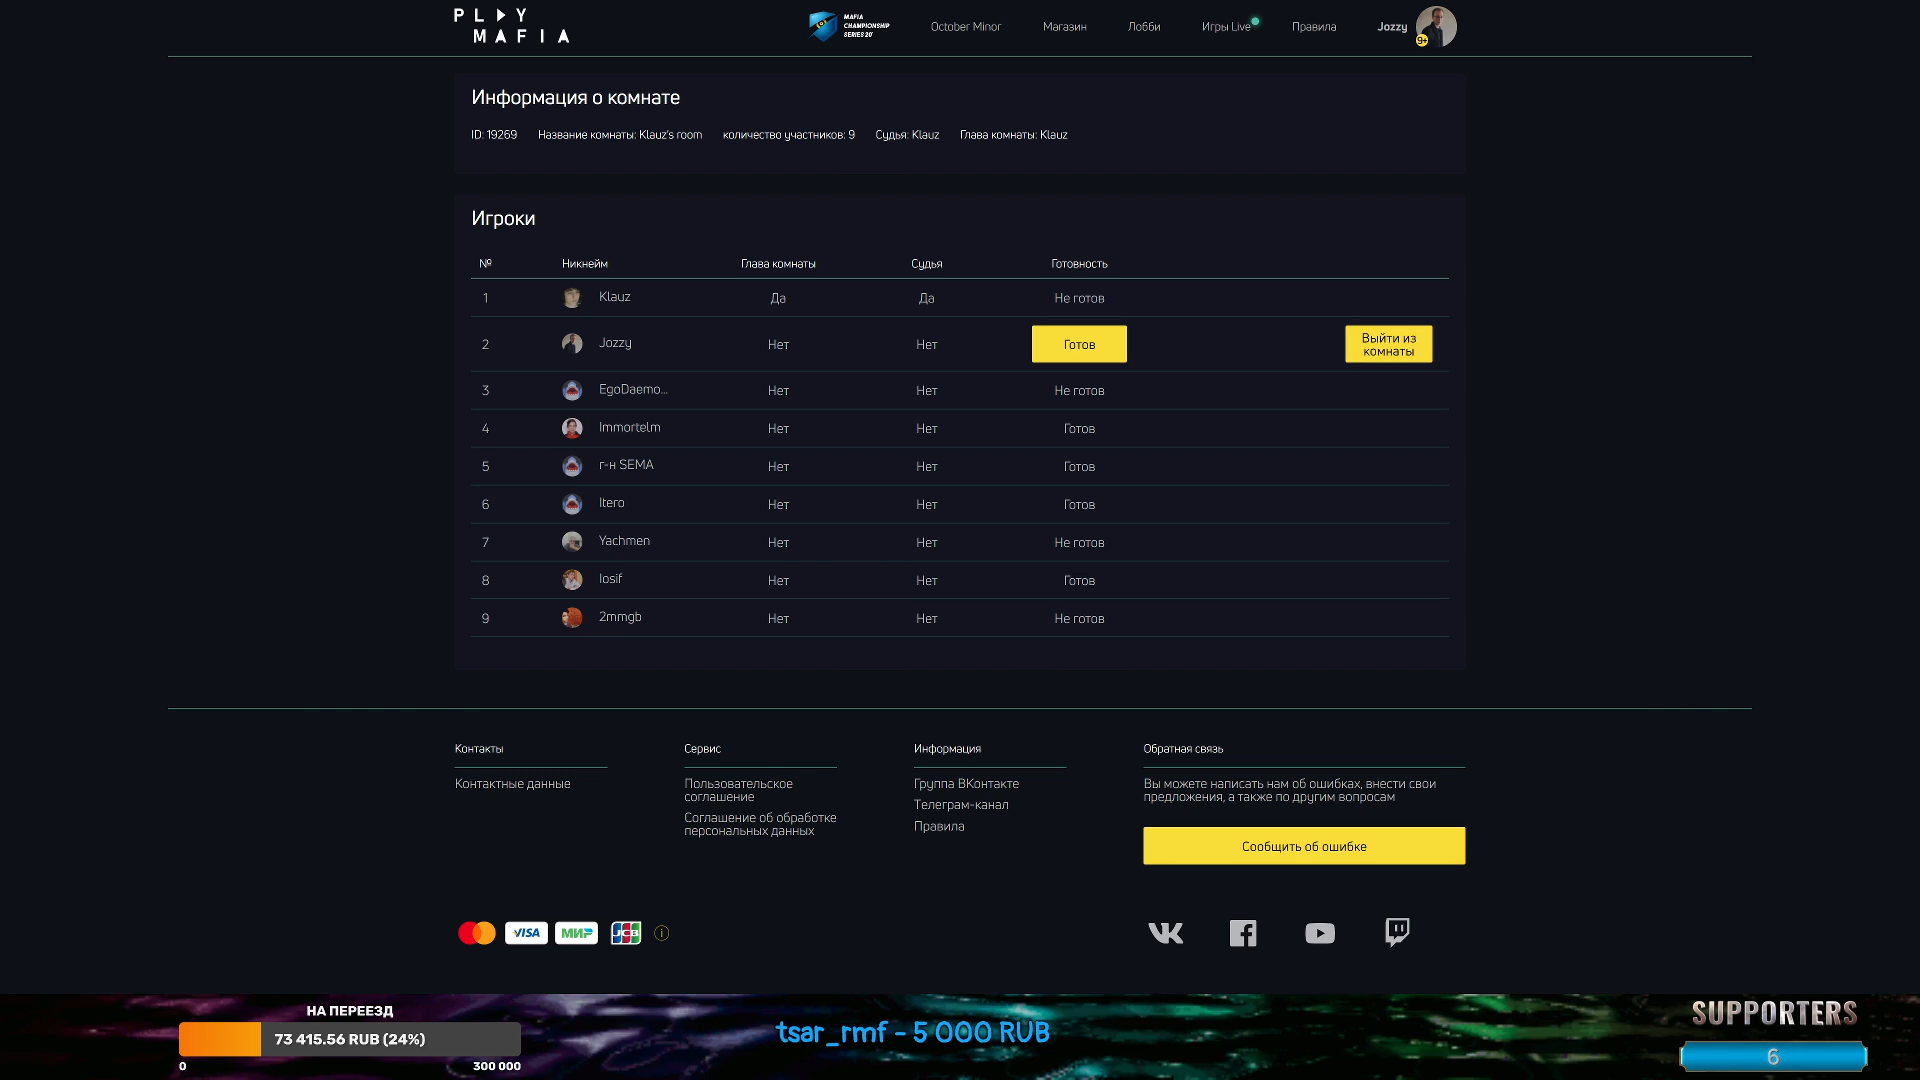 PLAY
MAFIA
MAFIA
CHAMPIONSHIP
SERIES 20'
October Minor
Магазин
Лобби
Игры Live
Правила
Jozzy
9+
Информация о комнате
ID: 19269
Название комнаты: Klauz's room
количество участников: 9
Судья: Klauz
Глава комнаты: Klauz
Игроки
№ Никнейм Глава комнаты Судья Готовность
1 Klauz Да Да Не готов
2 Jozzy Нет Нет Готов Выйти из
комнаты
3 EgoDaemo... Нет Нет Не готов
4 Immortelm Нет Нет Готов
5 г-н SEMA Нет Нет Готов
6 Itero Нет Нет Готов
7 Yachmen Нет Нет Не готов
8 Iosif Нет Нет Готов
9 2mmgb Нет Нет Не готов
Контакты
Контактные данные
Сервис
Пользовательское
соглашение
Соглашение об обработке
персональных данных
Информация
Группа ВКонтакте
Телеграм-канал
Правила
Обратная связь
Вы можете написать нам об ошибках, внести свои
предложения, а также по другим вопросам
Сообщить об ошибке
VISA
МИР
JCB
i
НА ПЕРЕЕЗД
73 415.56 RUB (24%)
0
300 000
tsar_rmf - 5 000 RUB
SUPPORTERS
6